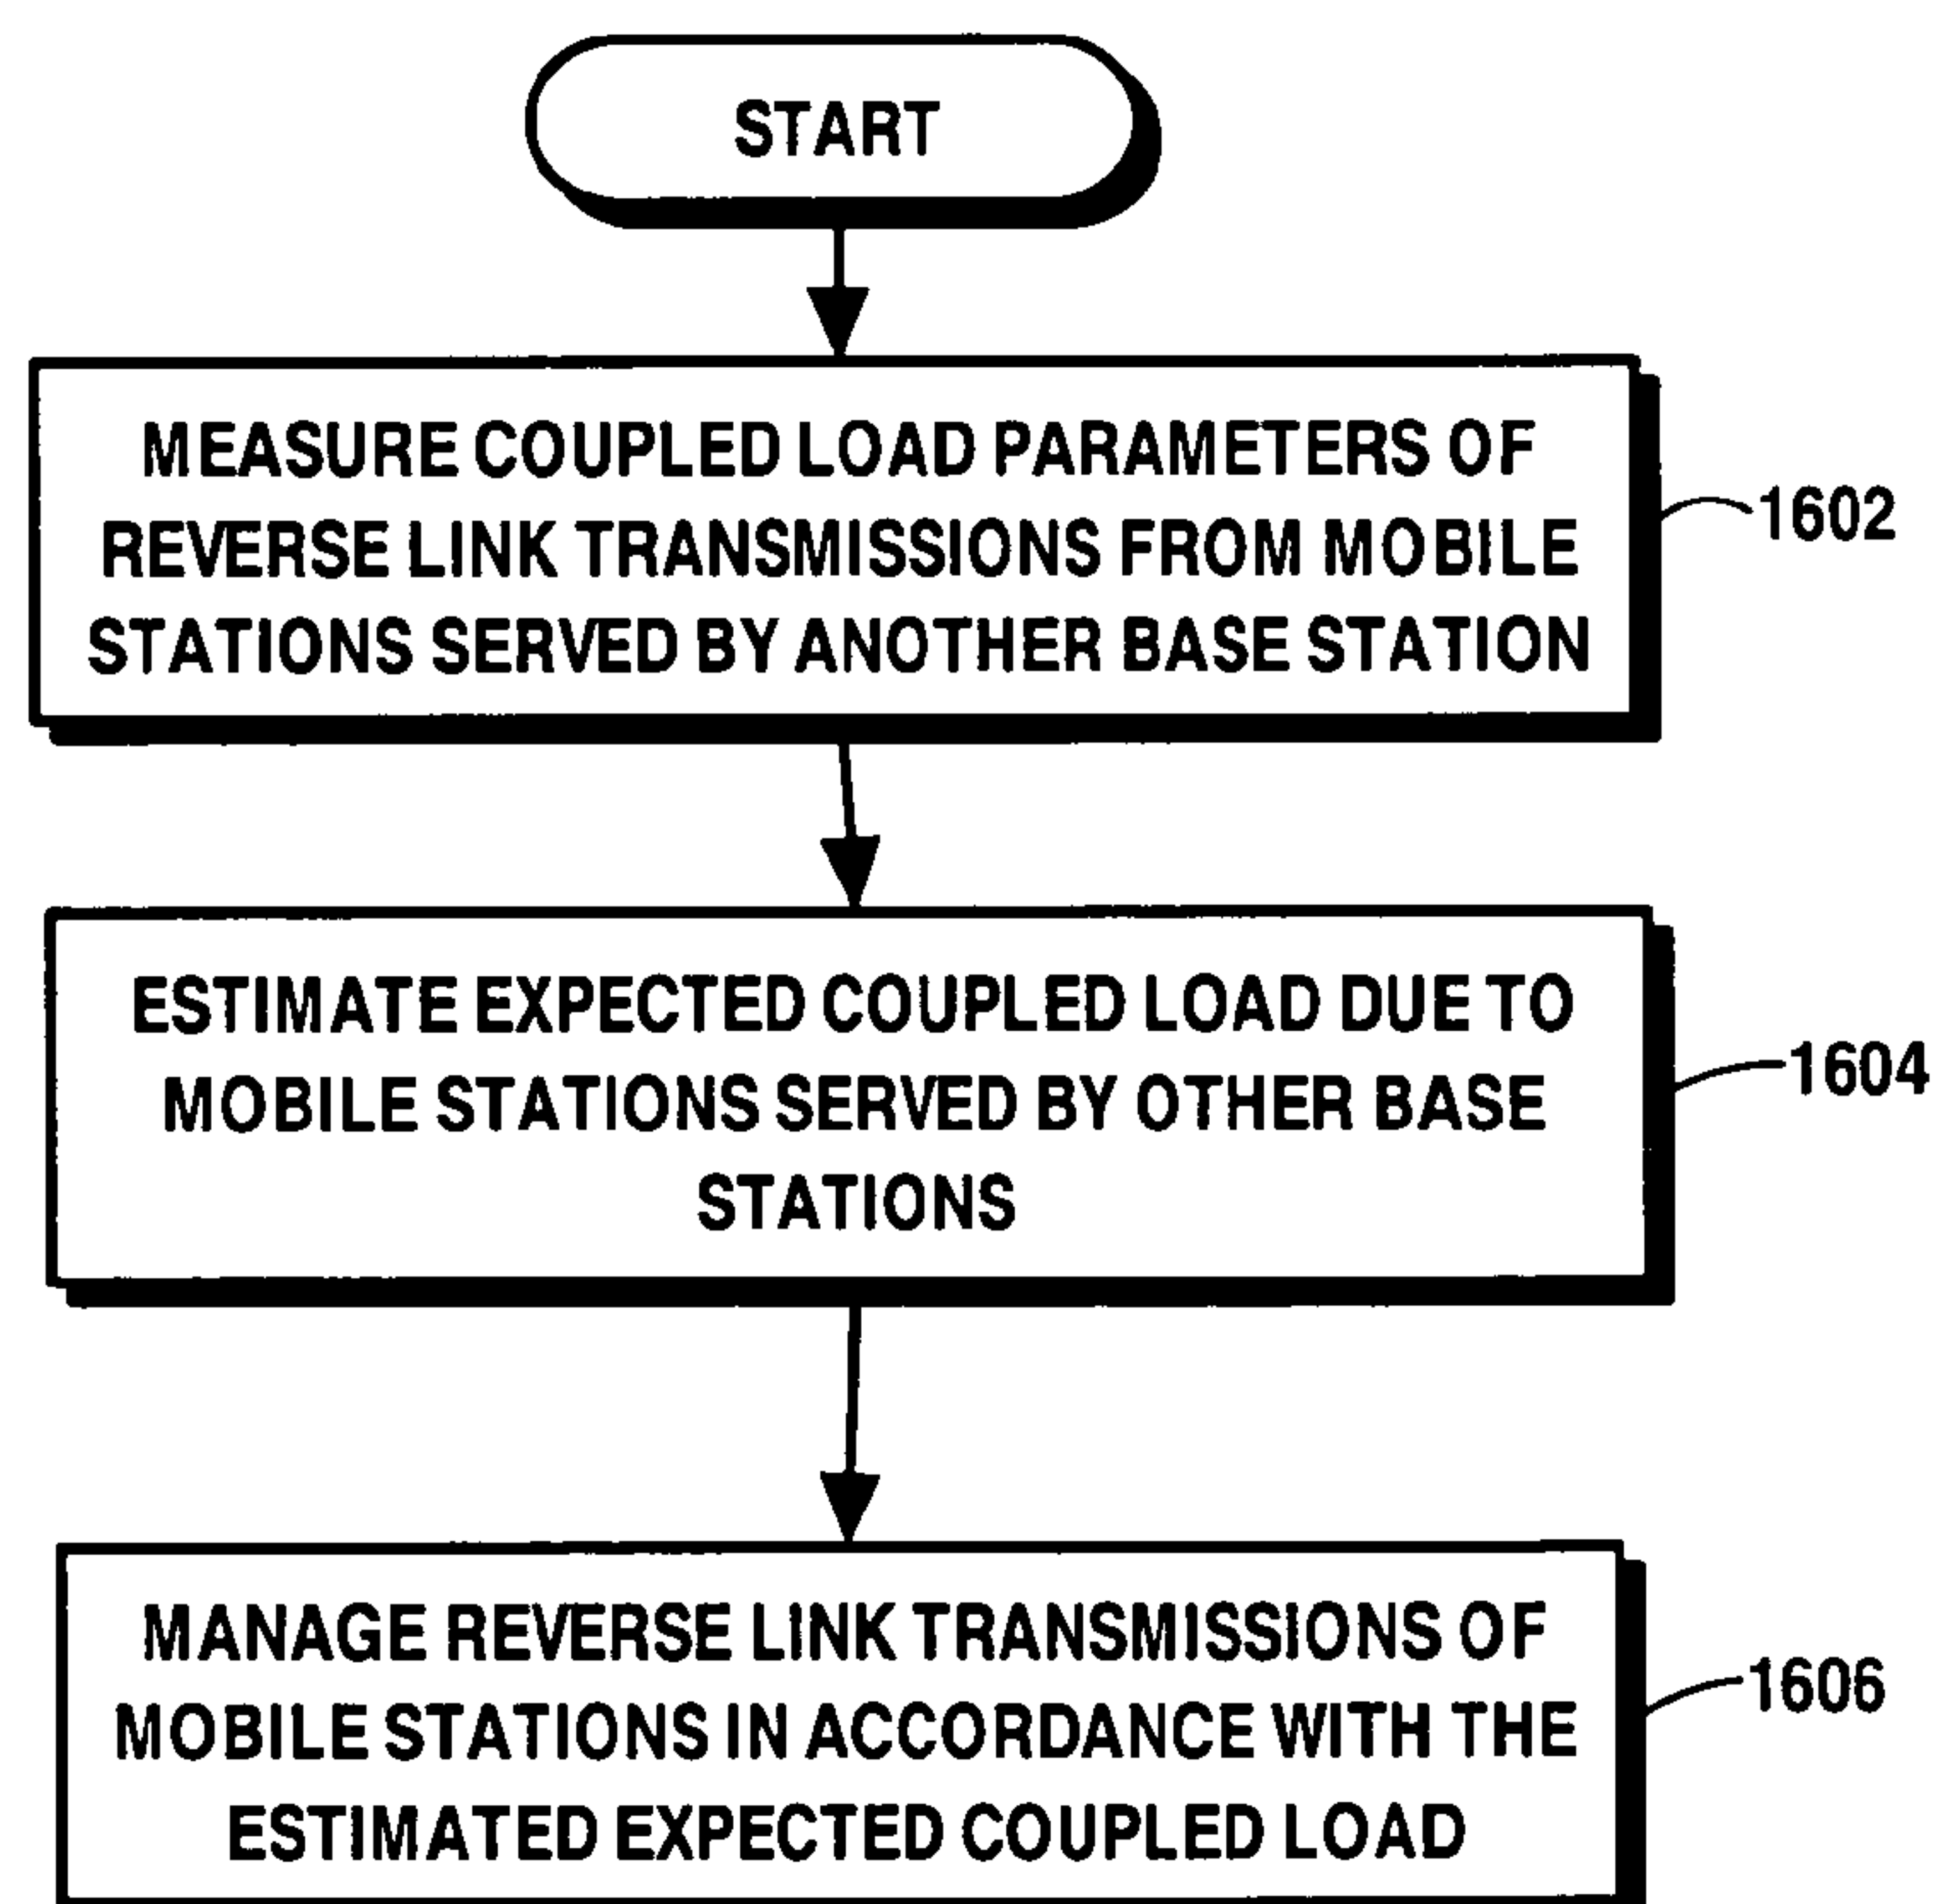 START
MEASURE COUPLED LOAD PARAMETERS OF
REVERSE LINK TRANSMISSIONS FROM MOBILE
STATIONS SERVED BY ANOTHER BASE STATION
1602
ESTIMATE EXPECTED COUPLED LOAD DUE TO
MOBILE STATIONS SERVED BY OTHER BASE
STATIONS
1604
MANAGE REVERSE LINK TRANSMISSIONS OF
MOBILE STATIONS IN ACCORDANCE WITH THE
ESTIMATED EXPECTED COUPLED LOAD
1606